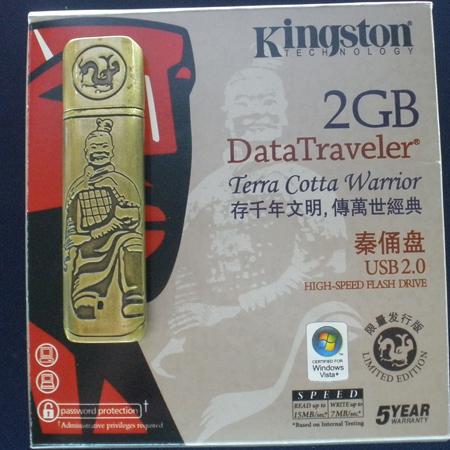 Kingston®
TECHNOLOGY
2GB
DataTraveler®
Terra Cotta Warrior
存千年文明,傳萬世經典
秦俑盘
USB 2.0
HIGH-SPEED FLASH DRIVE
CERTIFIED FOR
Windows
Vista
限量发行版
LIMITED EDITION
SPEED
READ up to
15MB/sec*
WRITE up to
7MB/sec*
*Based on Internal Testing
5YEAR
WARRANTY
password protection†
†Administrative privileges required